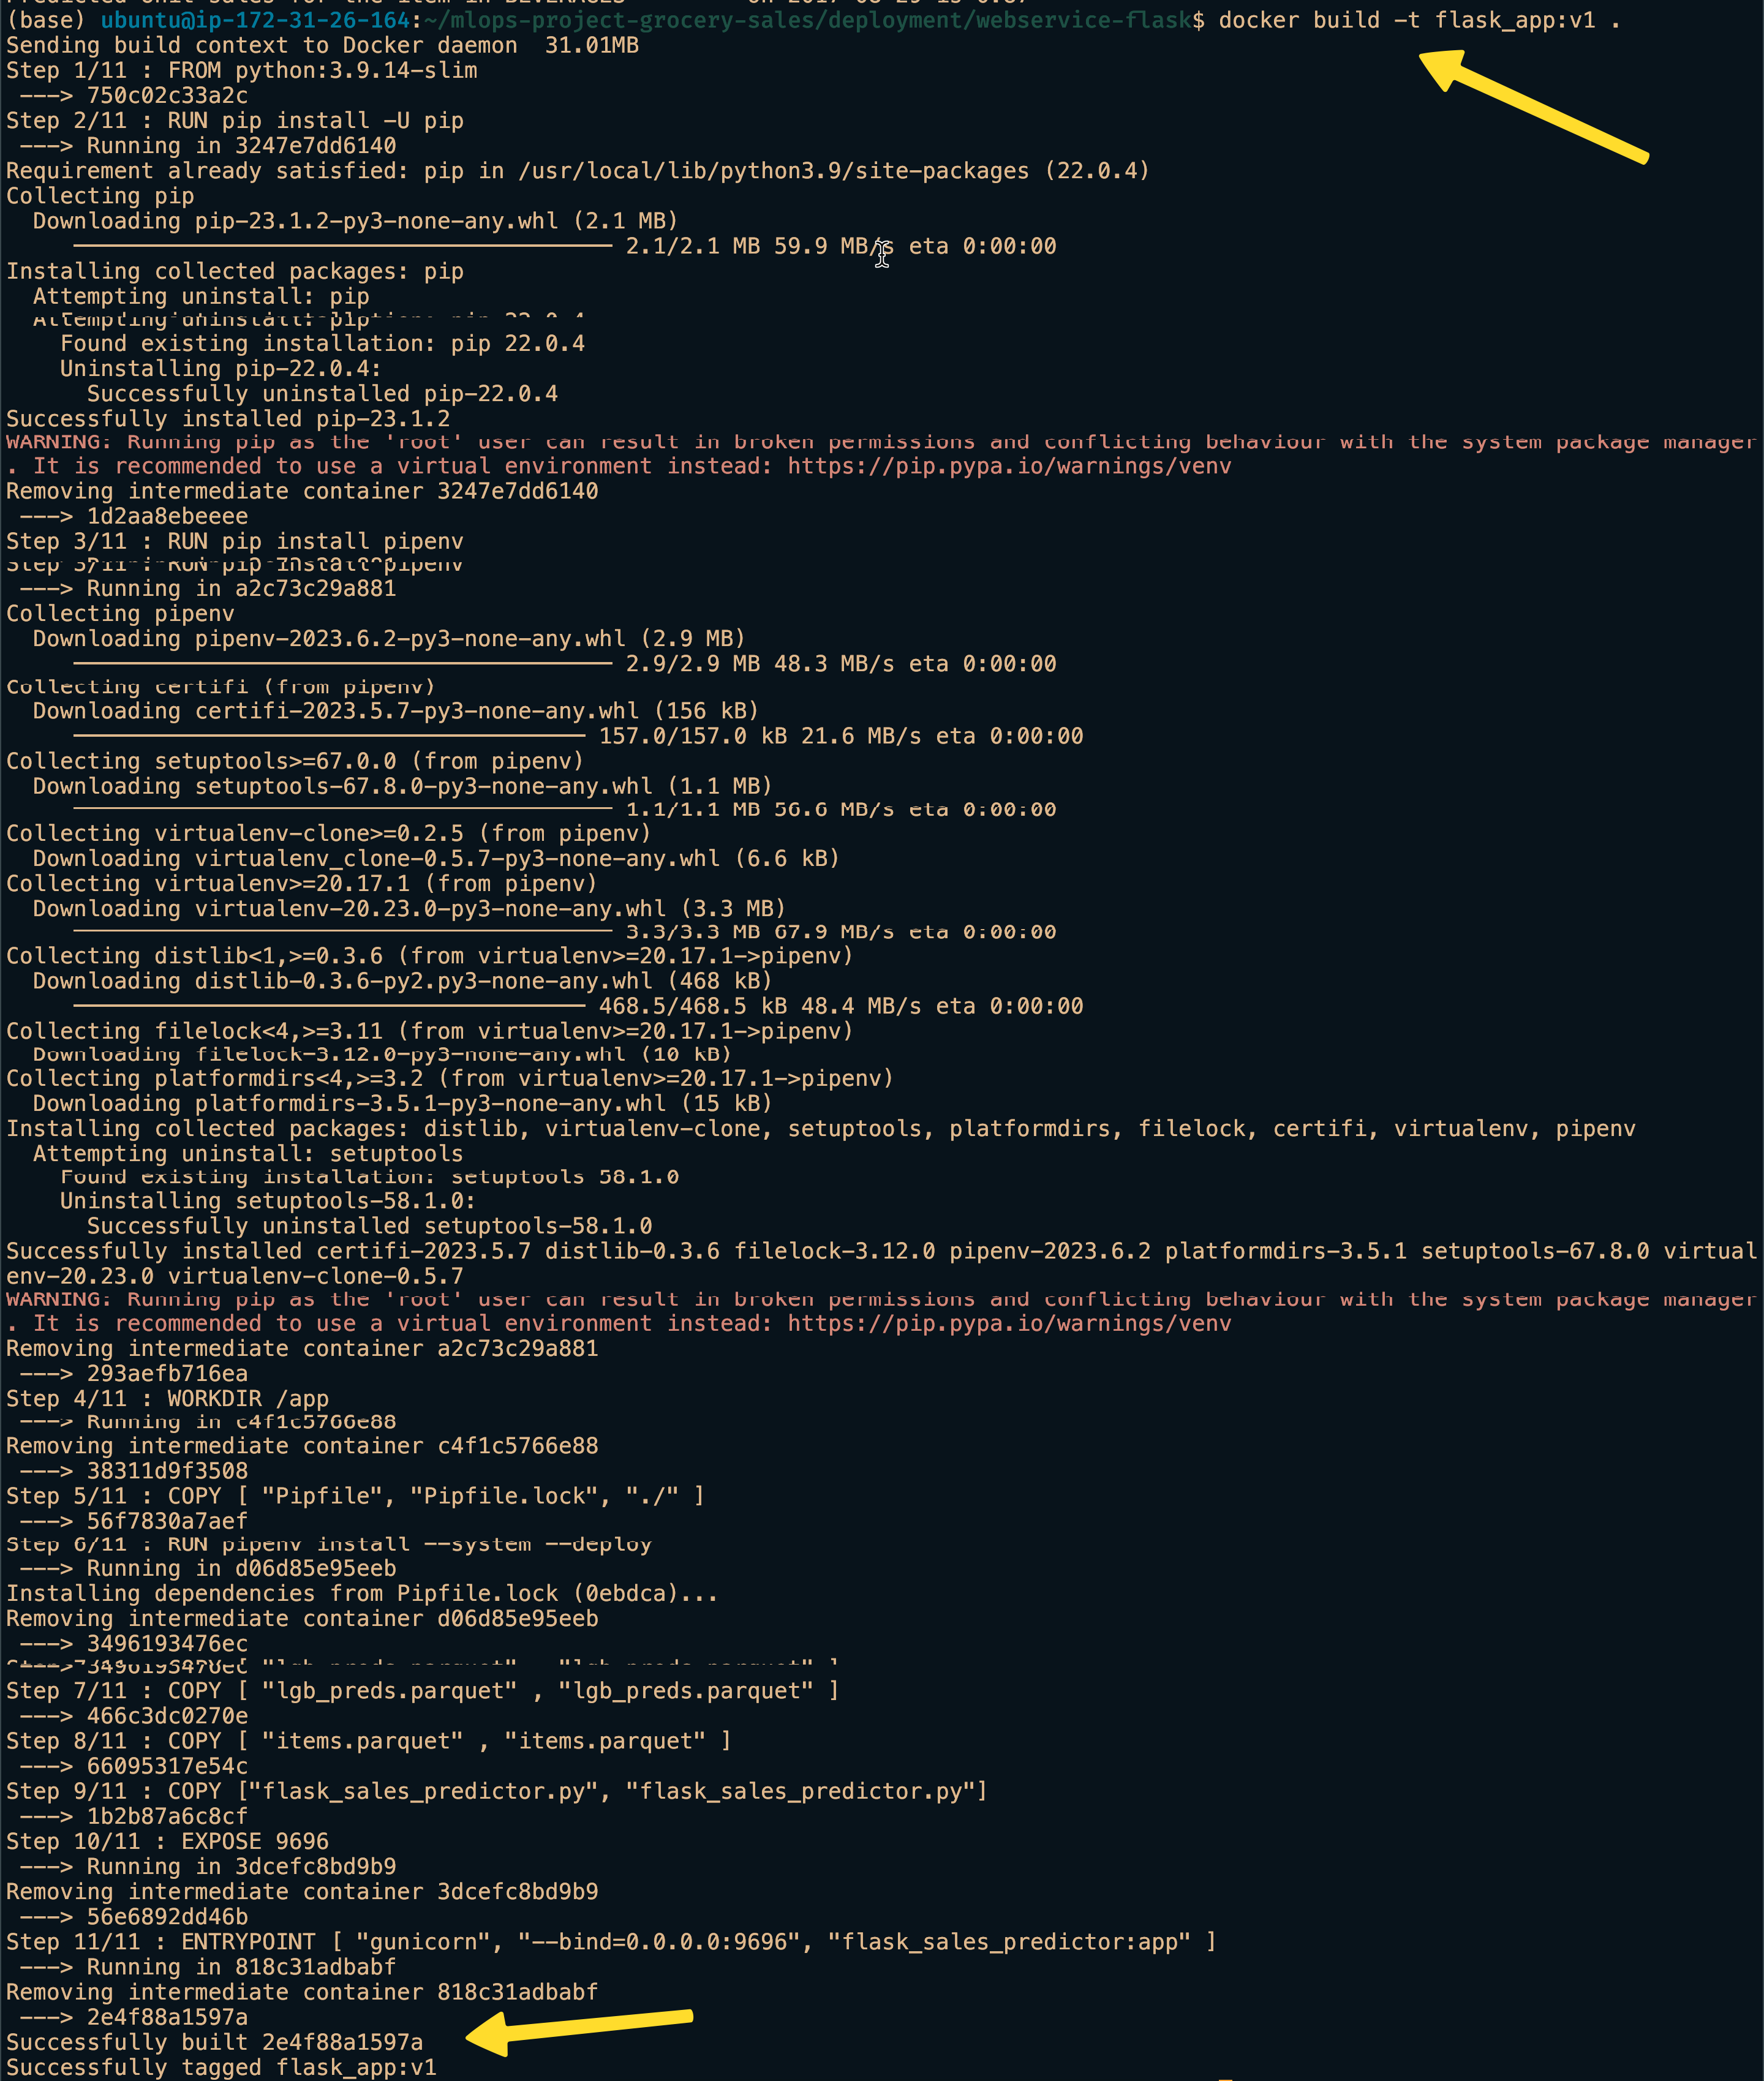 (base) ubuntu@ip-172-31-26-164:~/mlops-project-grocery-sales/deployment/webservice-flask$ docker build -t flask_app:v1 .
Sending build context to Docker daemon  31.01MB
Step 1/11 : FROM python:3.9.14-slim
 ---> 750c02c33a2c
Step 2/11 : RUN pip install -U pip
 ---> Running in 3247e7dd6140
Requirement already satisfied: pip in /usr/local/lib/python3.9/site-packages (22.0.4)
Collecting pip
  Downloading pip-23.1.2-py3-none-any.whl (2.1 MB)
2.1/2.1 MB 59.9 MB/s eta 0:00:00
Installing collected packages: pip
  Attempting uninstall: pip
  Attempting uninstall: pip
    Found existing installation: pip 22.0.4
    Uninstalling pip-22.0.4:
      Successfully uninstalled pip-22.0.4
Successfully installed pip-23.1.2
WARNING: Running pip as the 'root' user can result in broken permissions and conflicting behaviour with the system package manager
. It is recommended to use a virtual environment instead: https://pip.pypa.io/warnings/venv
Removing intermediate container 3247e7dd6140
 ---> 1d2aa8ebeeee
Step 3/11 : RUN pip install pipenv
Step 3/11 : RUN pip install pipenv
 ---> Running in a2c73c29a881
Collecting pipenv
  Downloading pipenv-2023.6.2-py3-none-any.whl (2.9 MB)
2.9/2.9 MB 48.3 MB/s eta 0:00:00
Collecting certifi (from pipenv)
  Downloading certifi-2023.5.7-py3-none-any.whl (156 kB)
157.0/157.0 kB 21.6 MB/s eta 0:00:00
Collecting setuptools>=67.0.0 (from pipenv)
  Downloading setuptools-67.8.0-py3-none-any.whl (1.1 MB)
1.1/1.1 MB 56.6 MB/s eta 0:00:00
Collecting virtualenv-clone>=0.2.5 (from pipenv)
  Downloading virtualenv_clone-0.5.7-py3-none-any.whl (6.6 kB)
Collecting virtualenv>=20.17.1 (from pipenv)
  Downloading virtualenv-20.23.0-py3-none-any.whl (3.3 MB)
3.3/3.3 MB 67.9 MB/s eta 0:00:00
Collecting distlib<1,>=0.3.6 (from virtualenv>=20.17.1->pipenv)
  Downloading distlib-0.3.6-py2.py3-none-any.whl (468 kB)
468.5/468.5 kB 48.4 MB/s eta 0:00:00
Collecting filelock<4,>=3.11 (from virtualenv>=20.17.1->pipenv)
  Downloading filelock-3.12.0-py3-none-any.whl (10 kB)
Collecting platformdirs<4,>=3.2 (from virtualenv>=20.17.1->pipenv)
  Downloading platformdirs-3.5.1-py3-none-any.whl (15 kB)
Installing collected packages: distlib, virtualenv-clone, setuptools, platformdirs, filelock, certifi, virtualenv, pipenv
  Attempting uninstall: setuptools
    Found existing installation: setuptools 58.1.0
    Uninstalling setuptools-58.1.0:
      Successfully uninstalled setuptools-58.1.0
Successfully installed certifi-2023.5.7 distlib-0.3.6 filelock-3.12.0 pipenv-2023.6.2 platformdirs-3.5.1 setuptools-67.8.0 virtual
env-20.23.0 virtualenv-clone-0.5.7
WARNING: Running pip as the 'root' user can result in broken permissions and conflicting behaviour with the system package manager
. It is recommended to use a virtual environment instead: https://pip.pypa.io/warnings/venv
Removing intermediate container a2c73c29a881
 ---> 293aefb716ea
Step 4/11 : WORKDIR /app
 ---> Running in c4f1c5766e88
Removing intermediate container c4f1c5766e88
 ---> 38311d9f3508
Step 5/11 : COPY [ "Pipfile", "Pipfile.lock", "./" ]
 ---> 56f7830a7aef
Step 6/11 : RUN pipenv install --system --deploy
 ---> Running in d06d85e95eeb
Installing dependencies from Pipfile.lock (0ebdca)...
Removing intermediate container d06d85e95eeb
 ---> 3496193476ec
Step 7/11 : COPY [ "lgb_preds.parquet" , "lgb_preds.parquet" ]
 ---> 466c3dc0270e
Step 8/11 : COPY [ "items.parquet" , "items.parquet" ]
 ---> 66095317e54c
Step 9/11 : COPY ["flask_sales_predictor.py", "flask_sales_predictor.py"]
 ---> 1b2b87a6c8cf
Step 10/11 : EXPOSE 9696
 ---> Running in 3dcefc8bd9b9
Removing intermediate container 3dcefc8bd9b9
 ---> 56e6892dd46b
Step 11/11 : ENTRYPOINT [ "gunicorn", "--bind=0.0.0.0:9696", "flask_sales_predictor:app" ]
 ---> Running in 818c31adbabf
Removing intermediate container 818c31adbabf
 ---> 2e4f88a1597a
Successfully built 2e4f88a1597a
Successfully tagged flask_app:v1